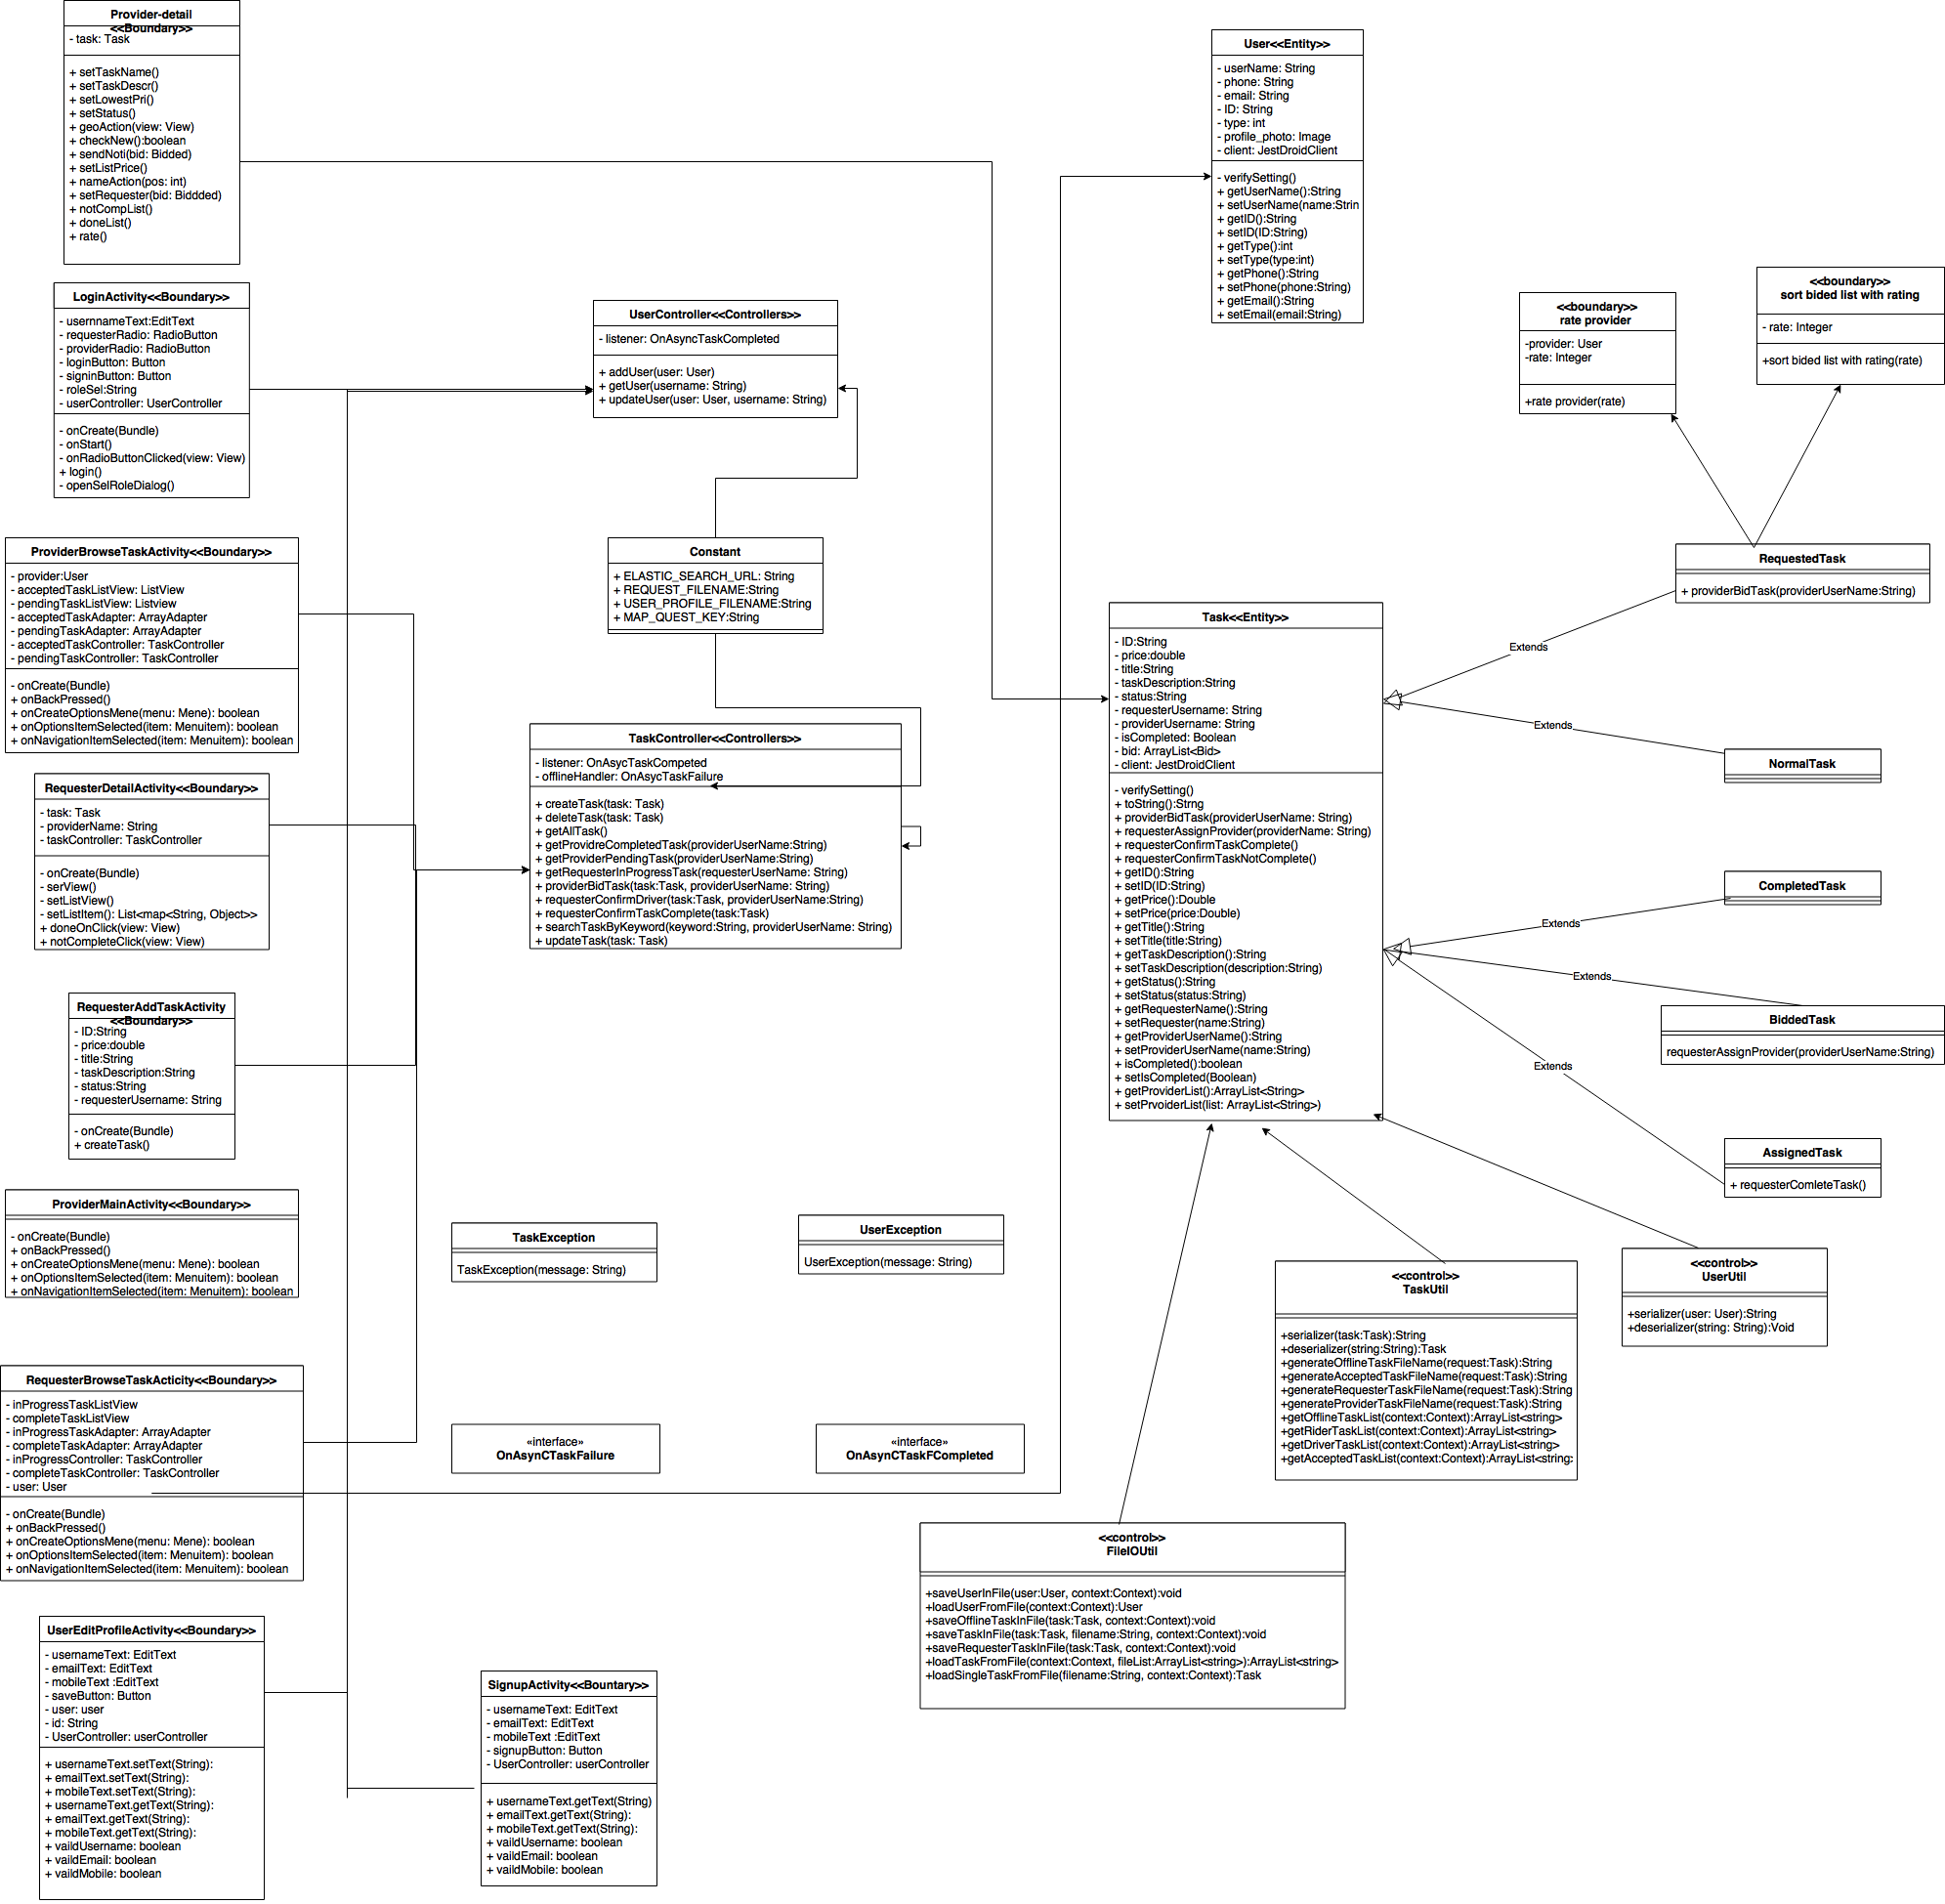 Provider-detail
<<Boundary>>
- task: Task
+ setTaskName()
+ setTaskDescr()
+ setLowestPri()
+ setStatus()
+ geoAction(view: View)
+ checkNew():boolean
+ sendNoti(bid: Bidded)
+ setListPrice()
+ nameAction(pos: int)
+ setRequester(bid: Biddded)
+ notCompList()
+ doneList()
+ rate()
LoginActivity<<Boundary>>
- usernnameText:EditText
- requesterRadio: RadioButton
- providerRadio: RadioButton
- loginButton: Button
- signinButton: Button
- roleSel:String
- userController: UserController
- onCreate(Bundle)
- onStart()
- onRadioButtonClicked(view: View)
+ login()
- openSelRoleDialog()
ProviderBrowseTaskActivity<<Boundary>>
- provider:User
- acceptedTaskListView: ListView
- pendingTaskListView: Listview
- acceptedTaskAdapter: ArrayAdapter
- pendingTaskAdapter: ArrayAdapter
- acceptedTaskController: TaskController
- pendingTaskController: TaskController
- onCreate(Bundle)
+ onBackPressed()
+ onCreateOptionsMene(menu: Mene): boolean
+ onOptionsItemSelected(item: Menuitem): boolean
+ onNavigationItemSelected(item: Menuitem): boolean
RequesterDetailActivity<<Boundary>>
- task: Task
- providerName: String
- taskController: TaskController
- onCreate(Bundle)
- serView()
- setListView()
- setListItem(): List<map<String, Object>>
+ doneOnClick(view: View)
+ notCompleteClick(view: View)
RequesterAddTaskActivity
<<Boundary>>
- ID:String
- price:double
- title:String
- taskDescription:String
- status:String
- requesterUsername: String
- onCreate(Bundle)
+ createTask()
ProviderMainActivity<<Boundary>>
- onCreate(Bundle)
+ onBackPressed()
+ onCreateOptionsMene(menu: Mene): boolean
+ onOptionsItemSelected(item: Menuitem): boolean
+ onNavigationItemSelected(item: Menuitem): boolean
RequesterBrowseTaskActicity<<Boundary>>
- inProgressTaskListView
- completeTaskListView
- inProgressTaskAdapter: ArrayAdapter
- completeTaskAdapter: ArrayAdapter
- inProgressController: TaskController
- completeTaskController: TaskController
- user: User
- onCreate(Bundle)
+ onBackPressed()
+ onCreateOptionsMene(menu: Mene): boolean
+ onOptionsItemSelected(item: Menuitem): boolean
+ onNavigationItemSelected(item: Menuitem): boolean
UserEditProfileActivity<<Boundary>>
- usernameText: EditText
- emailText: EditText
- mobileText :EditText
- saveButton: Button
- user: user
- id: String
- UserController: userController
+ usernameText.setText(String):
+ emailText.setText(String):
+ mobileText.setText(String):
+ usernameText.getText(String):
+ emailText.getText(String):
+ mobileText.getText(String):
+ vaildUsername: boolean
+ vaildEmail: boolean
+ vaildMobile: boolean
UserController<<Controllers>>
- listener: OnAsyncTaskCompleted
+ addUser(user: User)
+ getUser(username: String)
+ updateUser(user: User, username: String)
Constant
+ ELASTIC_SEARCH_URL: String
+ REQUEST_FILENAME:String
+ USER_PROFILE_FILENAME:String
+ MAP_QUEST_KEY:String
TaskController<<Controllers>>
- listener: OnAsycTaskCompeted
- offlineHandler: OnAsycTaskFailure
+ createTask(task: Task)
+ deleteTask(task: Task)
+ getAllTask()
+ getProvidreCompletedTask(providerUserName:String)
+ getProviderPendingTask(providerUserName:String)
+ getRequesterInProgressTask(requesterUserName: String)
+ providerBidTask(task:Task, providerUserName: String)
+ requesterConfirmDriver(task:Task, providerUserName:String)
+ requesterConfirmTaskComplete(task:Task)
+ searchTaskByKeyword(keyword:String, providerUserName: String)
+ updateTask(task: Task)
TaskException
TaskException(message: String)
UserException
UserException(message: String)
«interface»
OnAsynCTaskFailure
«interface»
OnAsynCTaskFCompleted
SignupActivity<<Bountary>>
- usernameText: EditText
- emailText: EditText
- mobileText :EditText
- signupButton: Button
- UserController: userController
+ usernameText.getText(String)
+ emailText.getText(String):
+ mobileText.getText(String):
+ vaildUsername: boolean
+ vaildEmail: boolean
+ vaildMobile: boolean
User<<Entity>>
- userName: String
- phone: String
- email: String
- ID: String
- type: int
- profile_photo: Image
- client: JestDroidClient
- verifySetting()
+ getUserName():String
+ setUserName(name:Strin
+ getID():String
+ setID(ID:String)
+ getType():int
+ setType(type:int)
+ getPhone():String
+ setPhone(phone:String)
+ getEmail():String
+ setEmail(email:String)
<<boundary>>
rate provider
-provider: User
-rate: Integer
+rate provider(rate)
<<boundary>>
sort bided list with rating
- rate: Integer
+sort bided list with rating(rate)
RequestedTask
+ providerBidTask(providerUserName:String)
Extends
Task<<Entity>>
- ID:String
- price:double
- title:String
- taskDescription:String
- status:String
- requesterUsername: String
- providerUsername: String
- isCompleted: Boolean
- bid: ArrayList<Bid>
- client: JestDroidClient
- verifySetting()
+ toString():Strng
+ providerBidTask(providerUserName: String)
+ requesterAssignProvider(providerName: String)
+ requesterConfirmTaskComplete()
+ requesterConfirmTaskNotComplete()
+ getID():String
+ setID(ID:String)
+ getPrice():Double
+ setPrice(price:Double)
+ getTitle():String
+ setTitle(title:String)
+ getTaskDescription():String
+ setTaskDescription(description:String)
+ getStatus():String
+ setStatus(status:String)
+ getRequesterName():String
+ setRequester(name:String)
+ getProviderUserName():String
+ setProviderUserName(name:String)
+ isCompleted():boolean
+ setIsCompleted(Boolean)
+ getProviderList():ArrayList<String>
+ setPrvoiderList(list: ArrayList<String>)
Extends
NormalTask
CompletedTask
Extends
Extends
BiddedTask
requesterAssignProvider(providerUserName:String)
Extends
AssignedTask
+ requesterComleteTask()
<<control>>
TaskUtil
+serializer(task:Task):String
+deserializer(string:String):Task
+generateOfflineTaskFileName(request:Task):String
+generateAcceptedTaskFileName(request:Task):String
+generateRequesterTaskFileName(request:Task):String
+generateProviderTaskFileName(request:Task):String
+getOfflineTaskList(context:Context):ArrayList<string>
+getRiderTaskList(context:Context):ArrayList<string>
+getDriverTaskList(context:Context):ArrayList<string>
+getAcceptedTaskList(context:Context):ArrayList<string>
<<control>>
UserUtil
+serializer(user: User):String
+deserializer(string: String):Void
<<control>>
FileIOUtil
+saveUserInFile(user:User, context:Context):void
+loadUserFromFile(context:Context):User
+saveOfflineTaskInFile(task:Task, context:Context):void
+saveTaskInFile(task:Task, filename:String, context:Context):void
+saveRequesterTaskInFile(task:Task, context:Context):void
+loadTaskFromFile(context:Context, fileList:ArrayList<string>):ArrayList<string>
+loadSingleTaskFromFile(filename:String, context:Context):Task